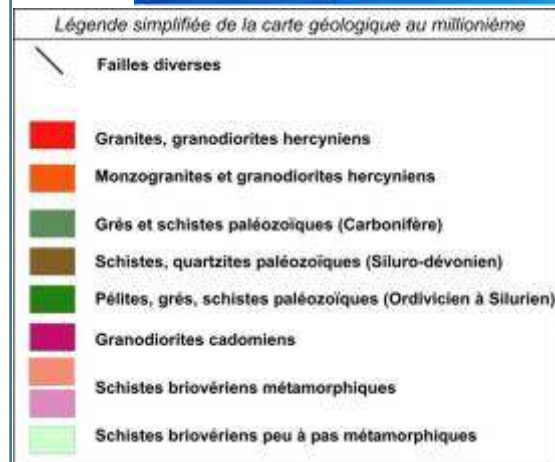 Légende simplifiée de la carte géologique au millionième
Failles diverses
Granites, granodiorites hercyniens
Monzogranites et granodiorites hercyniens
Grés et schistes paléozoïques (Carbonifère)
Schistes, quartzites paléozoïques (Siluro-dévonien)
Pélites, grés, schistes paléozoïques (Ordivicien à Silurien)
Granodiorites cadomiens
Schistes briovériens métamorphiques
Schistes briovériens peu à pas métamorphiques